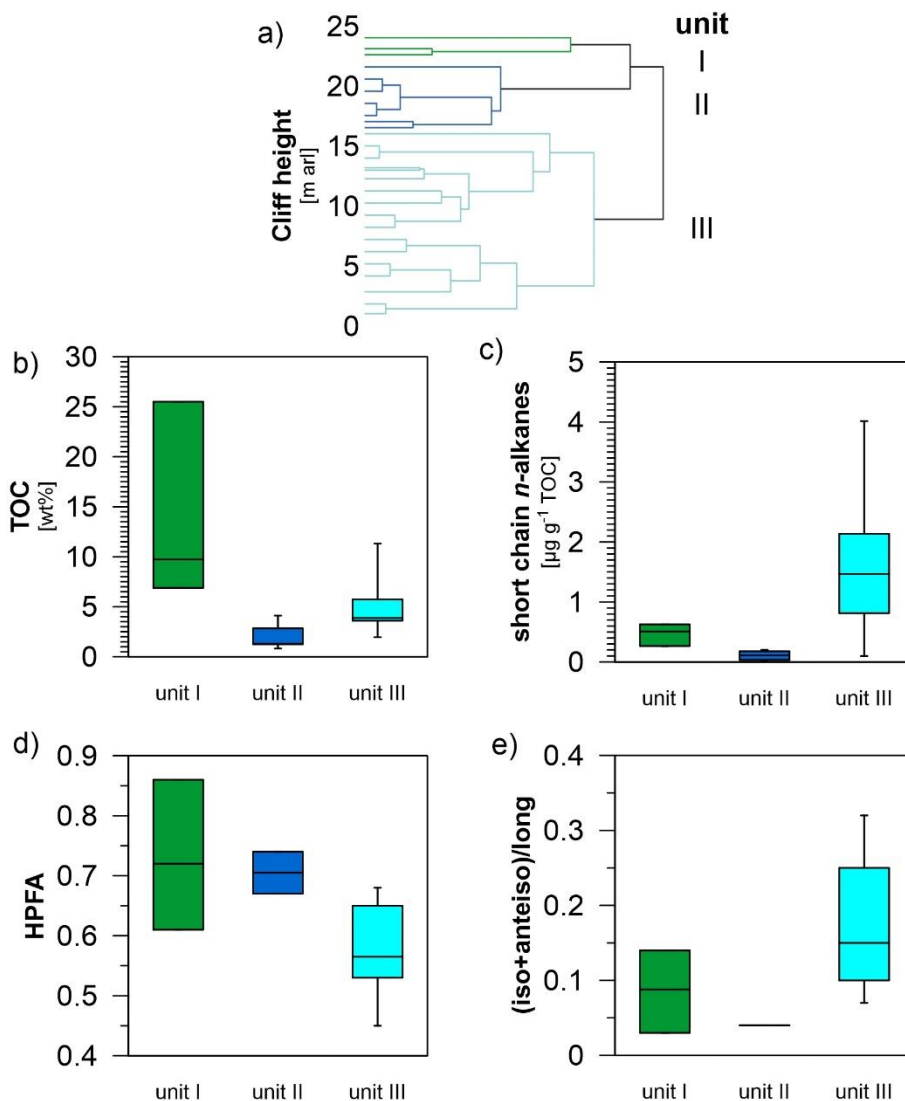 a)
unit
I
II
III
Cliff height
[m arl]
25
20
15
10
5
0
b)
TOC
[wt%]
30
25
20
15
10
5
0
unit I unit II unit III
c)
short chain n-alkanes
[µg g⁻¹ TOC]
5
4
3
2
1
0
unit I unit II unit III
d)
HPFA
0.9
0.8
0.7
0.6
0.5
0.4
unit I unit II unit III
e)
(iso+anteiso)/long
0.4
0.3
0.2
0.1
0
unit I unit II unit III